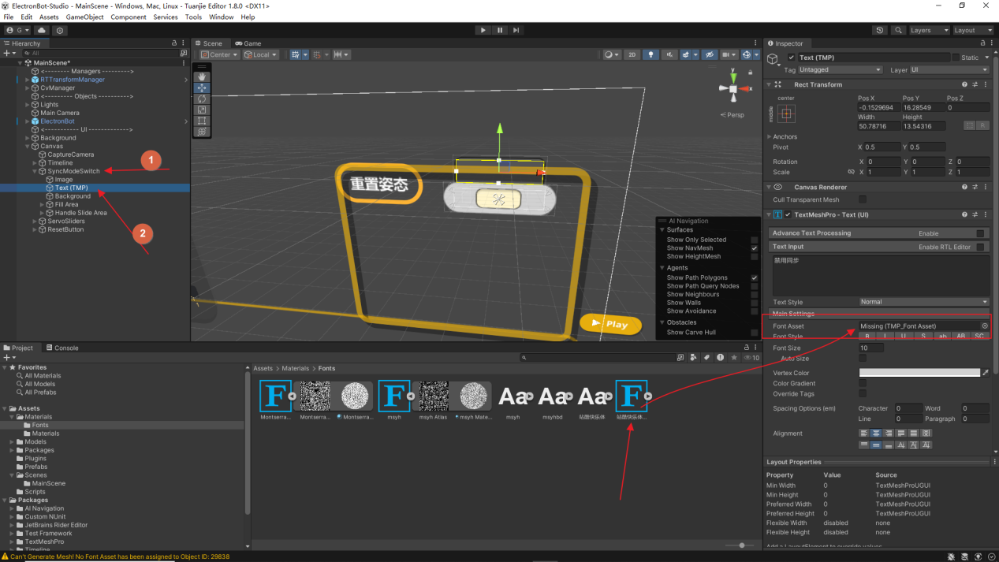 ElectronBot-Studio - MainScene - Windows, Mac, Linux - Tuanjie Editor 1.8.0 <DX11>
File Edit Assets GameObject Component Services Tools Window Help
G
Layers Layout
Hierarchy
All
MainScene*
<-------- Managers --------->
RTTransformManager
CvManager
<--------- Objects --------->
Lights
Main Camera
ElectronBot
<----------- UI ------------>
Background
Canvas
CaptureCamera
Timeline
SyncModeSwitch
Image
Text (TMP)
Background
Fill Area
Handle Slide Area
ServoSliders
ResetButton
1
2
Scene Game
Center Local 2D
y
x
Persp
重置姿态
Play
AI Navigation
Surfaces
Show Only Selected
Show NavMesh
Show HeightMesh
Agents
Show Path Polygons
Show Path Query Nodes
Show Neighbours
Show Walls
Show Avoidance
Obstacles
Show Carve Hull
Inspector
Text (TMP) Static
Tag Untagged Layer UI
Rect Transform
center Pos X Pos Y Pos Z
middle -0.1529694 16.28549 0
Width Height
50.78716 13.54316
R
Anchors
Pivot X 0.5 Y 0.5
Rotation X 0 Y 0 Z 0
Scale X 1 Y 1 Z 1
Canvas Renderer
Cull Transparent Mesh
TextMeshPro - Text (UI)
Advance Text Processing Enable
Text Input Enable RTL Editor
禁用同步
Text Style Normal
Main Settings
Font Asset Missing (TMP_Font Asset)
Font Style B I U S ab AB SC
Font Size 10
Auto Size
Vertex Color
Color Gradient
Override Tags
Spacing Options (em) Character 0 Word 0
Line 0 Paragraph 0
Alignment
Layout Properties
Property Value Source
Min Width 0 TextMeshProUGUI
Min Height 0 TextMeshProUGUI
Preferred Width 0 TextMeshProUGUI
Preferred Height 0 TextMeshProUGUI
Flexible Width disabled none
Flexible Height disabled none
Add a LayoutElement to override values
Project Console
10
Favorites
All Materials
All Models
All Prefabs
Assets
Materials
Fonts
Materials
Models
Packages
Plugins
Prefabs
Scenes
MainScene
Scripts
Packages
AI Navigation
Custom NUnit
JetBrains Rider Editor
Test Framework
TextMeshPro
Timeline
Assets > Materials > Fonts
F F Aa Aa Aa F
Montserra... Montserra... Montserra... msyh msyh Atlas msyh Mate... msyh msyhbd 站酷快乐体 站酷快乐体...
Can't Generate Mesh! No Font Asset has been assigned to Object ID: 29838